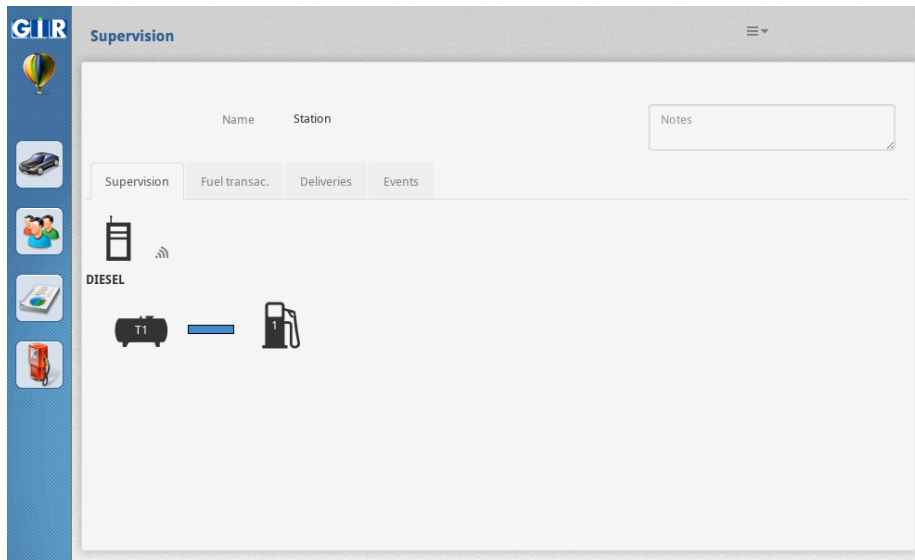 GIR
Supervision
Name Station
Notes
Supervision Fuel transac. Deliveries Events
DIESEL
T1
1